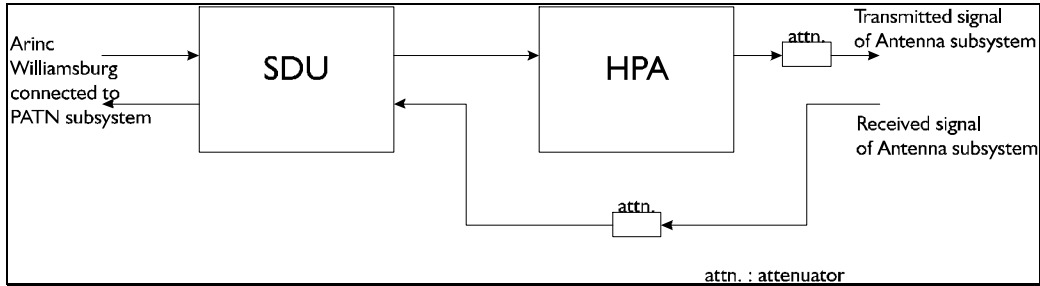 Arinc
Williamsburg
connected to
PATN subsystem
SDU
HPA
attn.
Transmitted signal
of Antenna subsystem
Received signal
of Antenna subsystem
attn.
attn. : attenuator